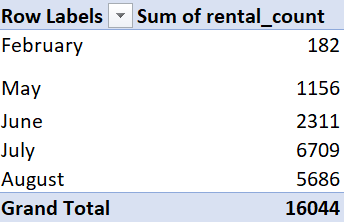 Row Labels Sum of rental_count
February 182
May 1156
June 2311
July 6709
August 5686
Grand Total 16044